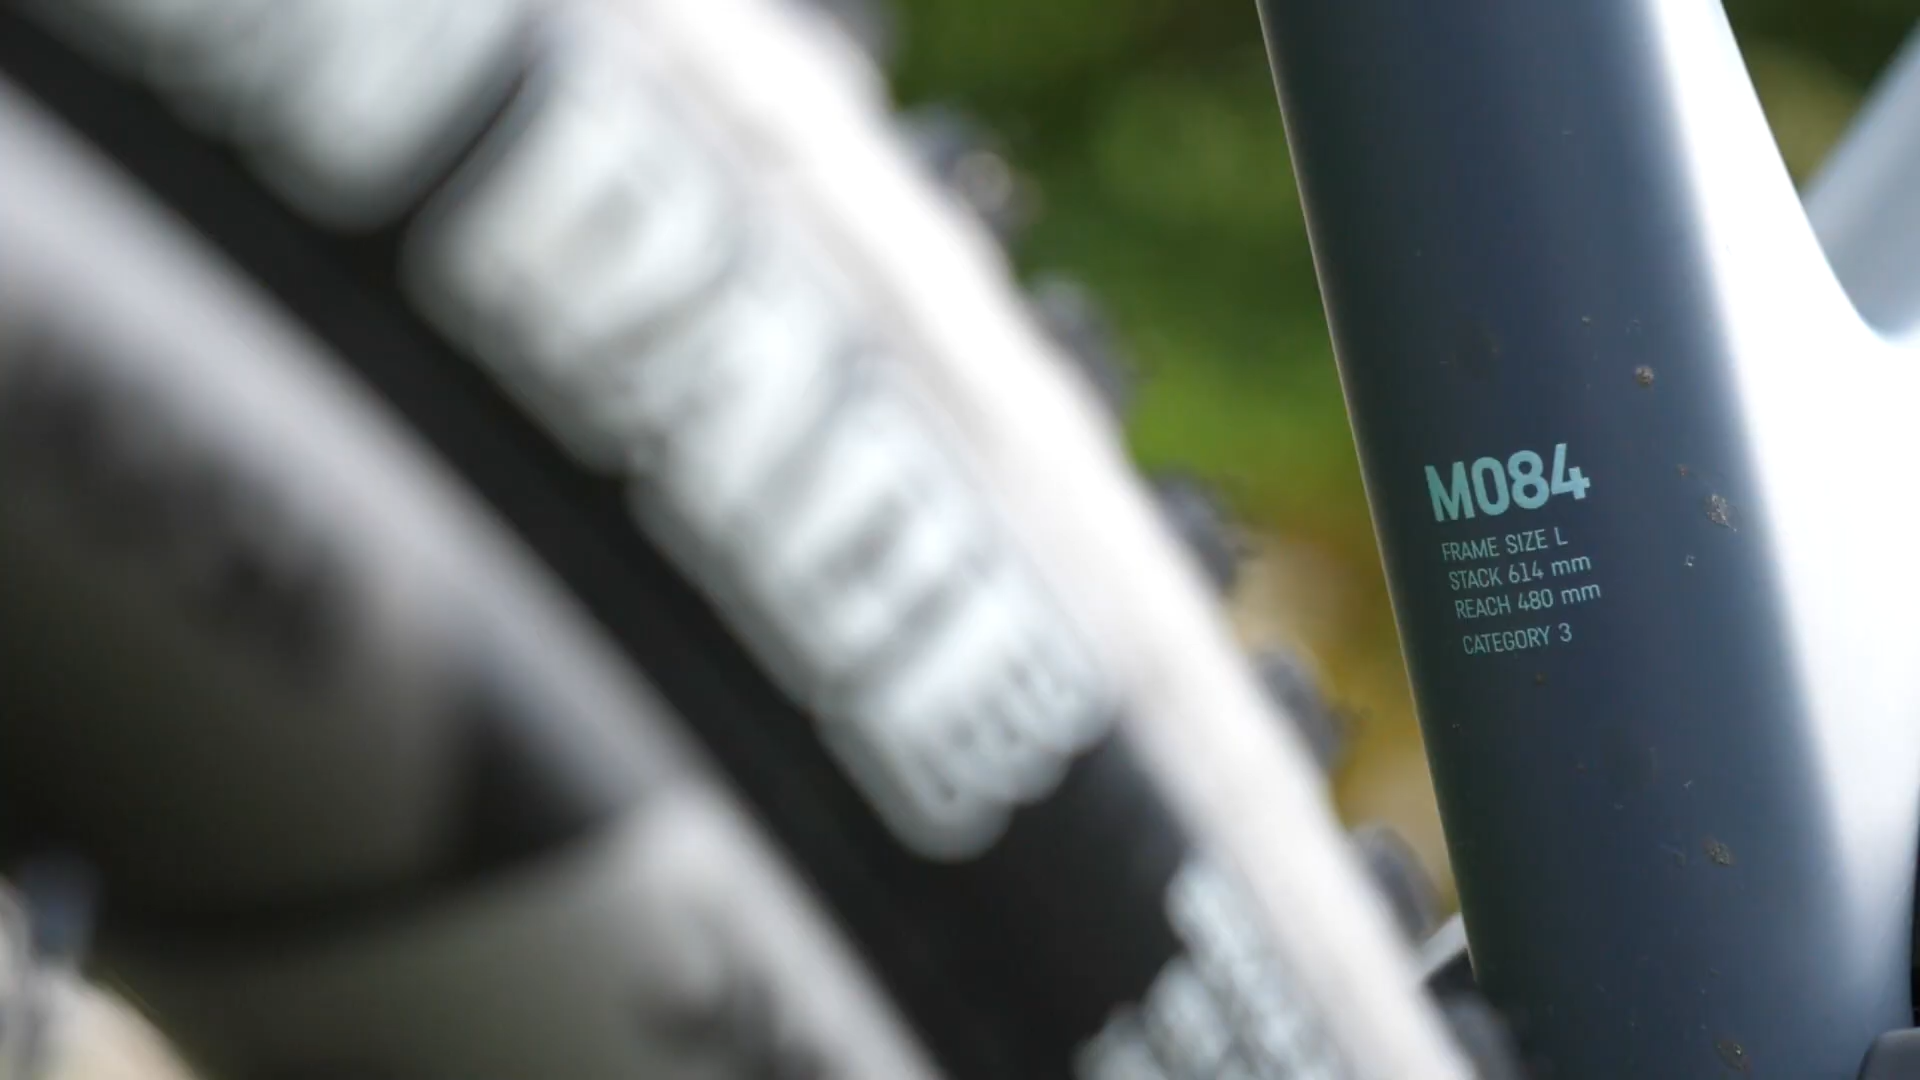 M084
FRAME SIZE L
STACK 614 mm
REACH 480 mm
CATEGORY 3